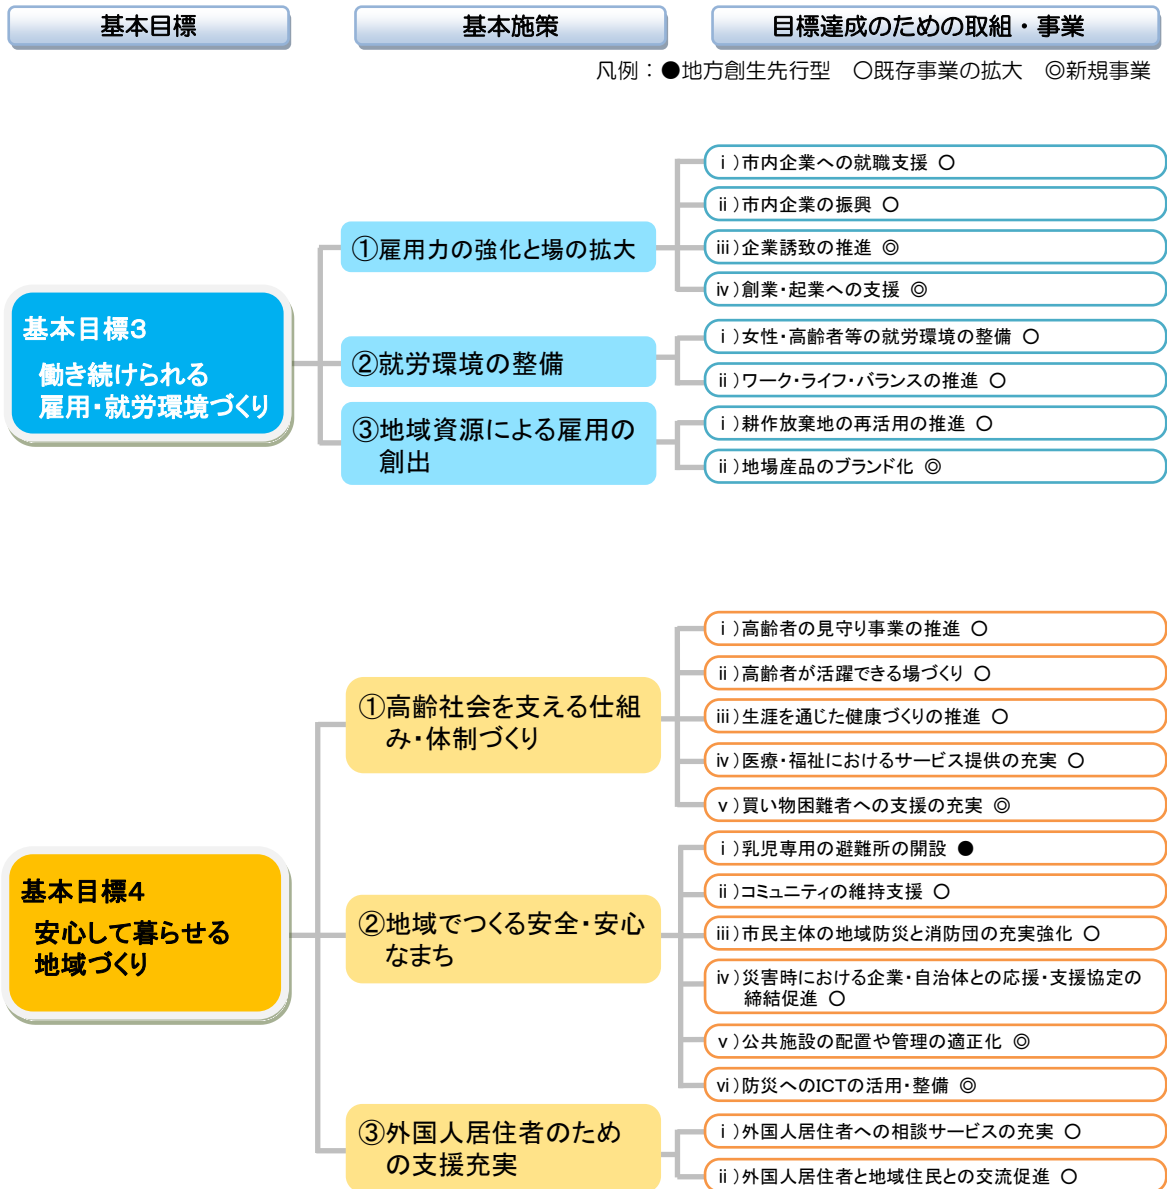 基本目標
基本施策
目標達成のための取組・事業
凡例：●地方創生先行型　○既存事業の拡大　◎新規事業
基本目標3
働き続けられる
雇用・就労環境づくり
①雇用力の強化と場の拡大
ⅰ)市内企業への就職支援 ○
ⅱ)市内企業の振興 ○
ⅲ)企業誘致の推進 ◎
ⅳ)創業・起業への支援 ◎
②就労環境の整備
ⅰ)女性・高齢者等の就労環境の整備 ○
ⅱ)ワーク・ライフ・バランスの推進 ○
③地域資源による雇用の
創出
ⅰ)耕作放棄地の再活用の推進 ○
ⅱ)地場産品のブランド化 ◎
基本目標4
安心して暮らせる
地域づくり
①高齢社会を支える仕組
み・体制づくり
ⅰ)高齢者の見守り事業の推進 ○
ⅱ)高齢者が活躍できる場づくり ○
ⅲ)生涯を通じた健康づくりの推進 ○
ⅳ)医療・福祉におけるサービス提供の充実 ○
ⅴ)買い物困難者への支援の充実 ◎
②地域でつくる安全・安心
なまち
ⅰ)乳児専用の避難所の開設 ●
ⅱ)コミュニティの維持支援 ○
ⅲ)市民主体の地域防災と消防団の充実強化 ○
ⅳ)災害時における企業・自治体との応援・支援協定の
締結促進 ○
ⅴ)公共施設の配置や管理の適正化 ◎
ⅵ)防災へのICTの活用・整備 ◎
③外国人居住者のため
の支援充実
ⅰ)外国人居住者への相談サービスの充実 ○
ⅱ)外国人居住者と地域住民との交流促進 ○